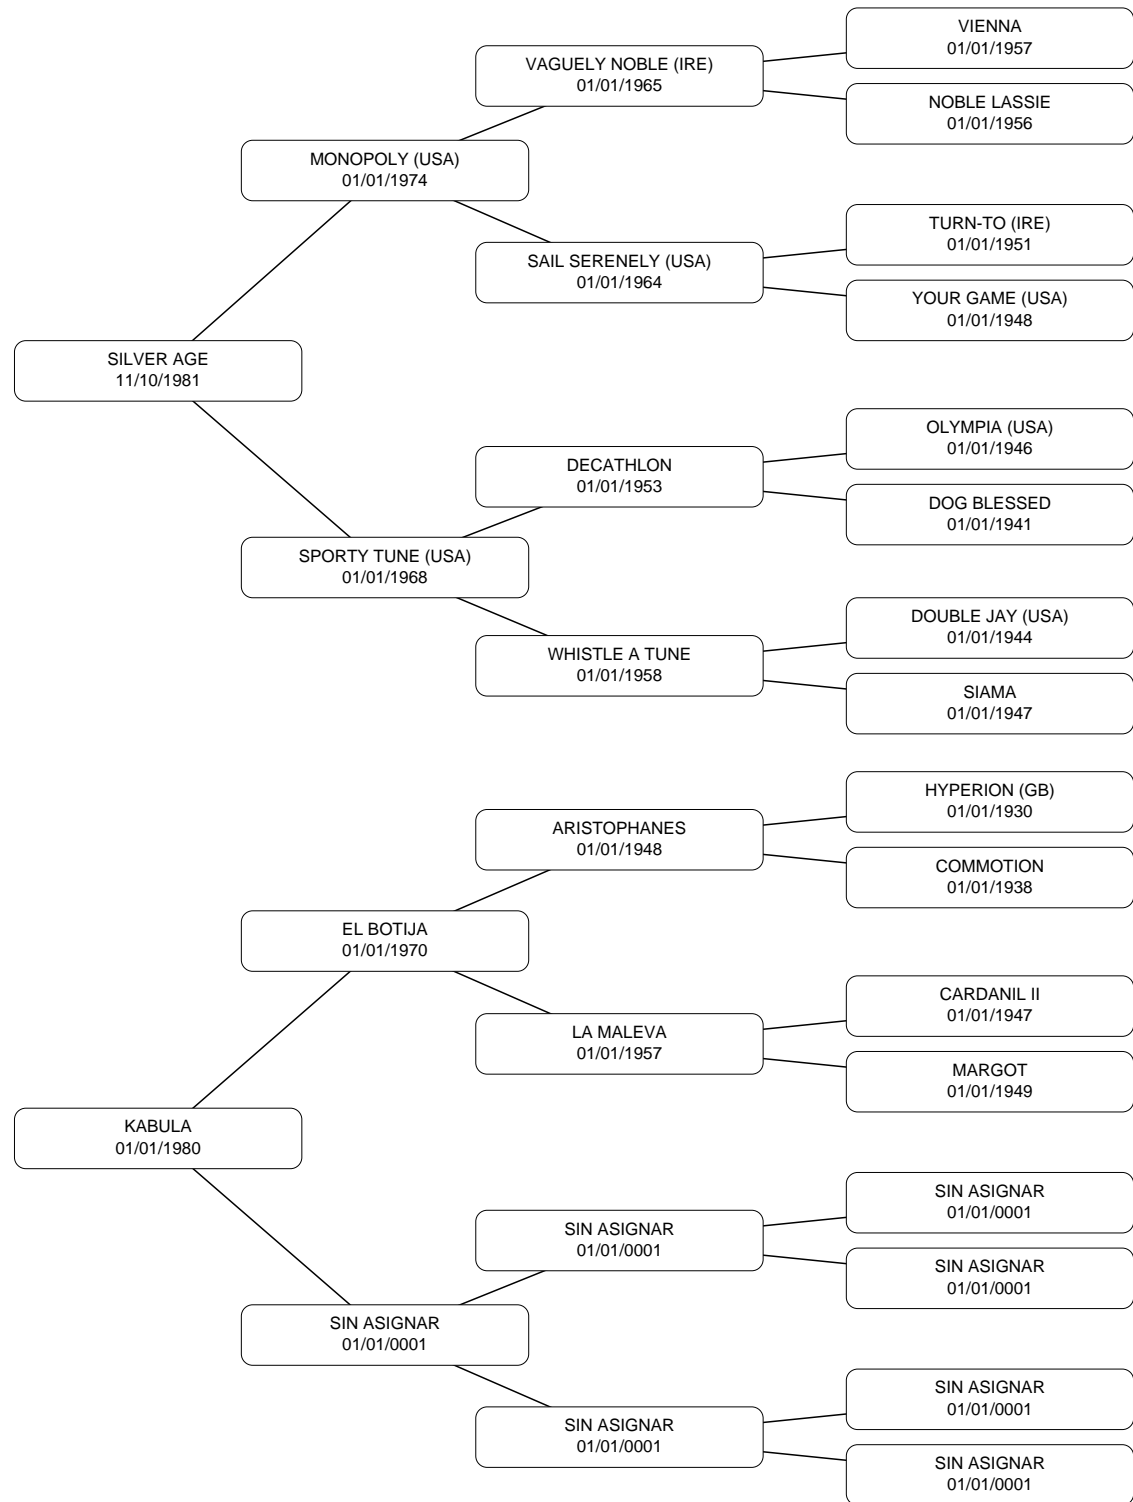 VIENNA
01/01/1957
VAGUELY NOBLE (IRE)
01/01/1965
NOBLE LASSIE
01/01/1956
MONOPOLY (USA)
01/01/1974
TURN-TO (IRE)
01/01/1951
SAIL SERENELY (USA)
01/01/1964
YOUR GAME (USA)
01/01/1948
SILVER AGE
11/10/1981
OLYMPIA (USA)
01/01/1946
DECATHLON
01/01/1953
DOG BLESSED
01/01/1941
SPORTY TUNE (USA)
01/01/1968
DOUBLE JAY (USA)
01/01/1944
WHISTLE A TUNE
01/01/1958
SIAMA
01/01/1947
HYPERION (GB)
01/01/1930
ARISTOPHANES
01/01/1948
COMMOTION
01/01/1938
EL BOTIJA
01/01/1970
CARDANIL II
01/01/1947
LA MALEVA
01/01/1957
MARGOT
01/01/1949
KABULA
01/01/1980
SIN ASIGNAR
01/01/0001
SIN ASIGNAR
01/01/0001
SIN ASIGNAR
01/01/0001
SIN ASIGNAR
01/01/0001
SIN ASIGNAR
01/01/0001
SIN ASIGNAR
01/01/0001
SIN ASIGNAR
01/01/0001